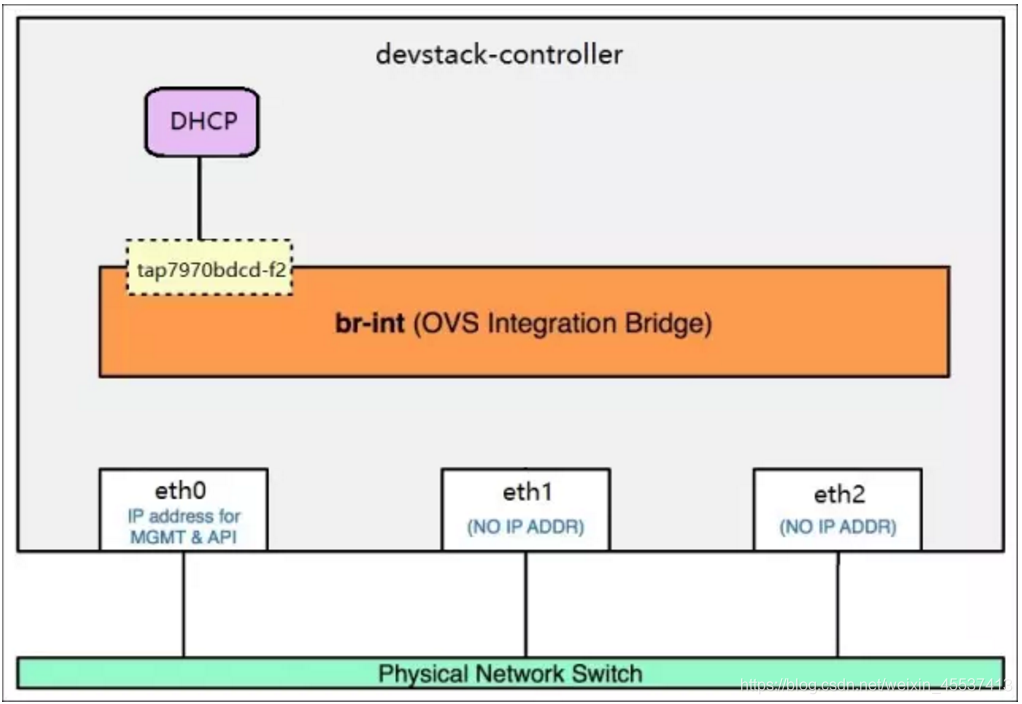 devstack-controller
DHCP
tap7970bdcd-f2
br-int (OVS Integration Bridge)
eth0
IP address for
MGMT & API
eth1
(NO IP ADDR)
eth2
(NO IP ADDR)
Physical Network Switch
https://blog.csdn.net/weixin_45537413